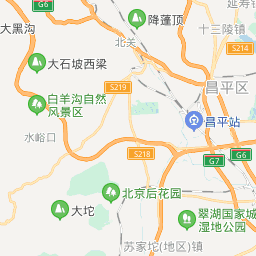 G6
降蓬顶
延寿镇
大黑沟
北关
十三陵镇
S214
大石坡西梁
S219
昌平区
白羊沟自然
风景区
昌平站
水峪口
S218
G7
G6
北京后花园
大坨
翠湖国家城
湿地公园
苏家坨(地区)镇